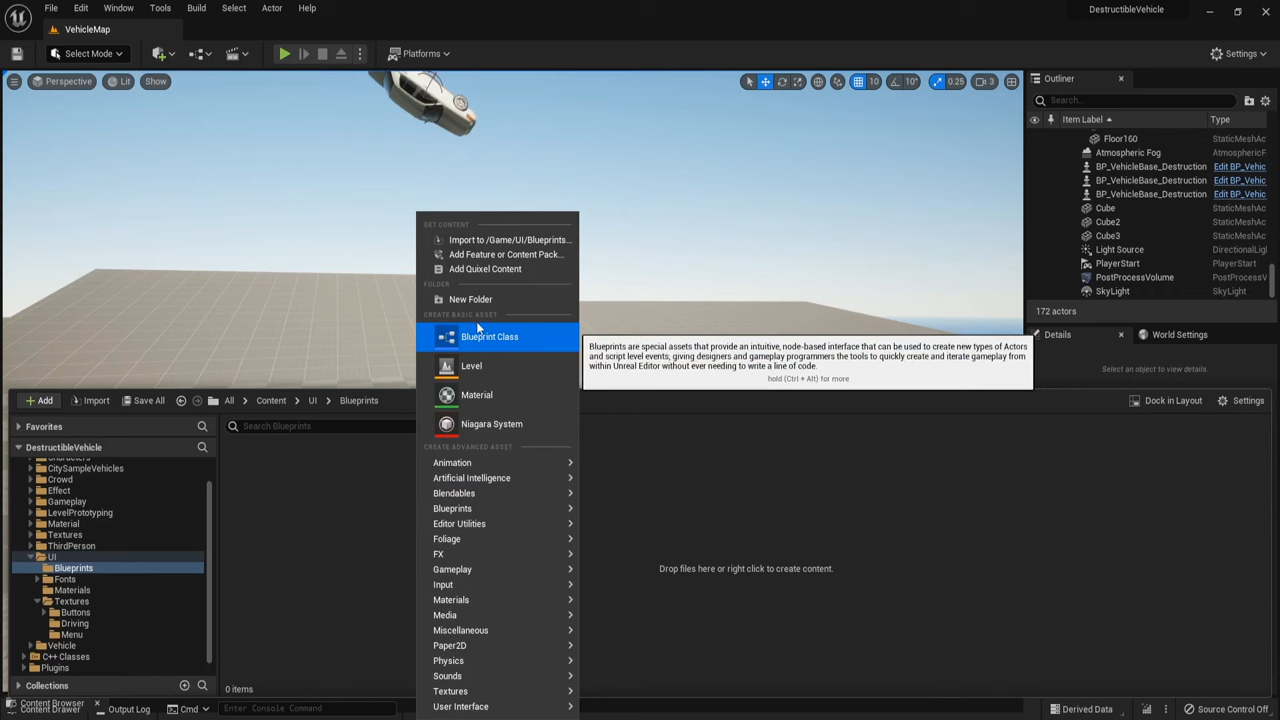 File Edit Window Tools Build Select Actor Help
DestructibleVehicle
VehicleMap
Select Mode
Platforms
Settings
Perspective Lit Show
10 10° 0.25 3
Outliner
Search...
Item Label Type
Floor160 StaticMeshAc
Atmospheric Fog AtmosphericF
BP_VehicleBase_Destruction Edit BP_Vehic
BP_VehicleBase_Destruction Edit BP_Vehic
BP_VehicleBase_Destruction Edit BP_Vehic
Cube StaticMeshAc
Cube2 StaticMeshAc
Cube3 StaticMeshAc
Light Source DirectionalLigh
PlayerStart PlayerStart
PostProcessVolume PostProcessV
SkyLight SkyLight
172 actors
Details World Settings
Select an object to view details.
GET CONTENT
Import to /Game/UI/Blueprints...
Add Feature or Content Pack...
Add Quixel Content
FOLDER
New Folder
CREATE BASIC ASSET
Blueprint Class
Level
Material
Niagara System
CREATE ADVANCED ASSET
Animation
Artificial Intelligence
Blendables
Blueprints
Editor Utilities
Foliage
FX
Gameplay
Input
Materials
Media
Miscellaneous
Paper2D
Physics
Sounds
Textures
User Interface
Blueprints are special assets that provide an intuitive, node-based interface that can be used to create new types of Actors
and script level events; giving designers and gameplay programmers the tools to quickly create and iterate gameplay from
within Unreal Editor without ever needing to write a line of code.
hold (Ctrl + Alt) for more
Add Import Save All All Content UI Blueprints
Dock in Layout Settings
Favorites
Search Blueprints
DestructibleVehicle
CitySampleVehicles
Crowd
Effect
Gameplay
LevelPrototyping
Material
Textures
ThirdPerson
UI
Blueprints
Fonts
Materials
Textures
Buttons
Driving
Menu
Vehicle
C++ Classes
Plugins
Drop files here or right click to create content.
Collections
0 items
Content Browser
Content Drawer Output Log Cmd Enter Console Command
Derived Data Source Control Off